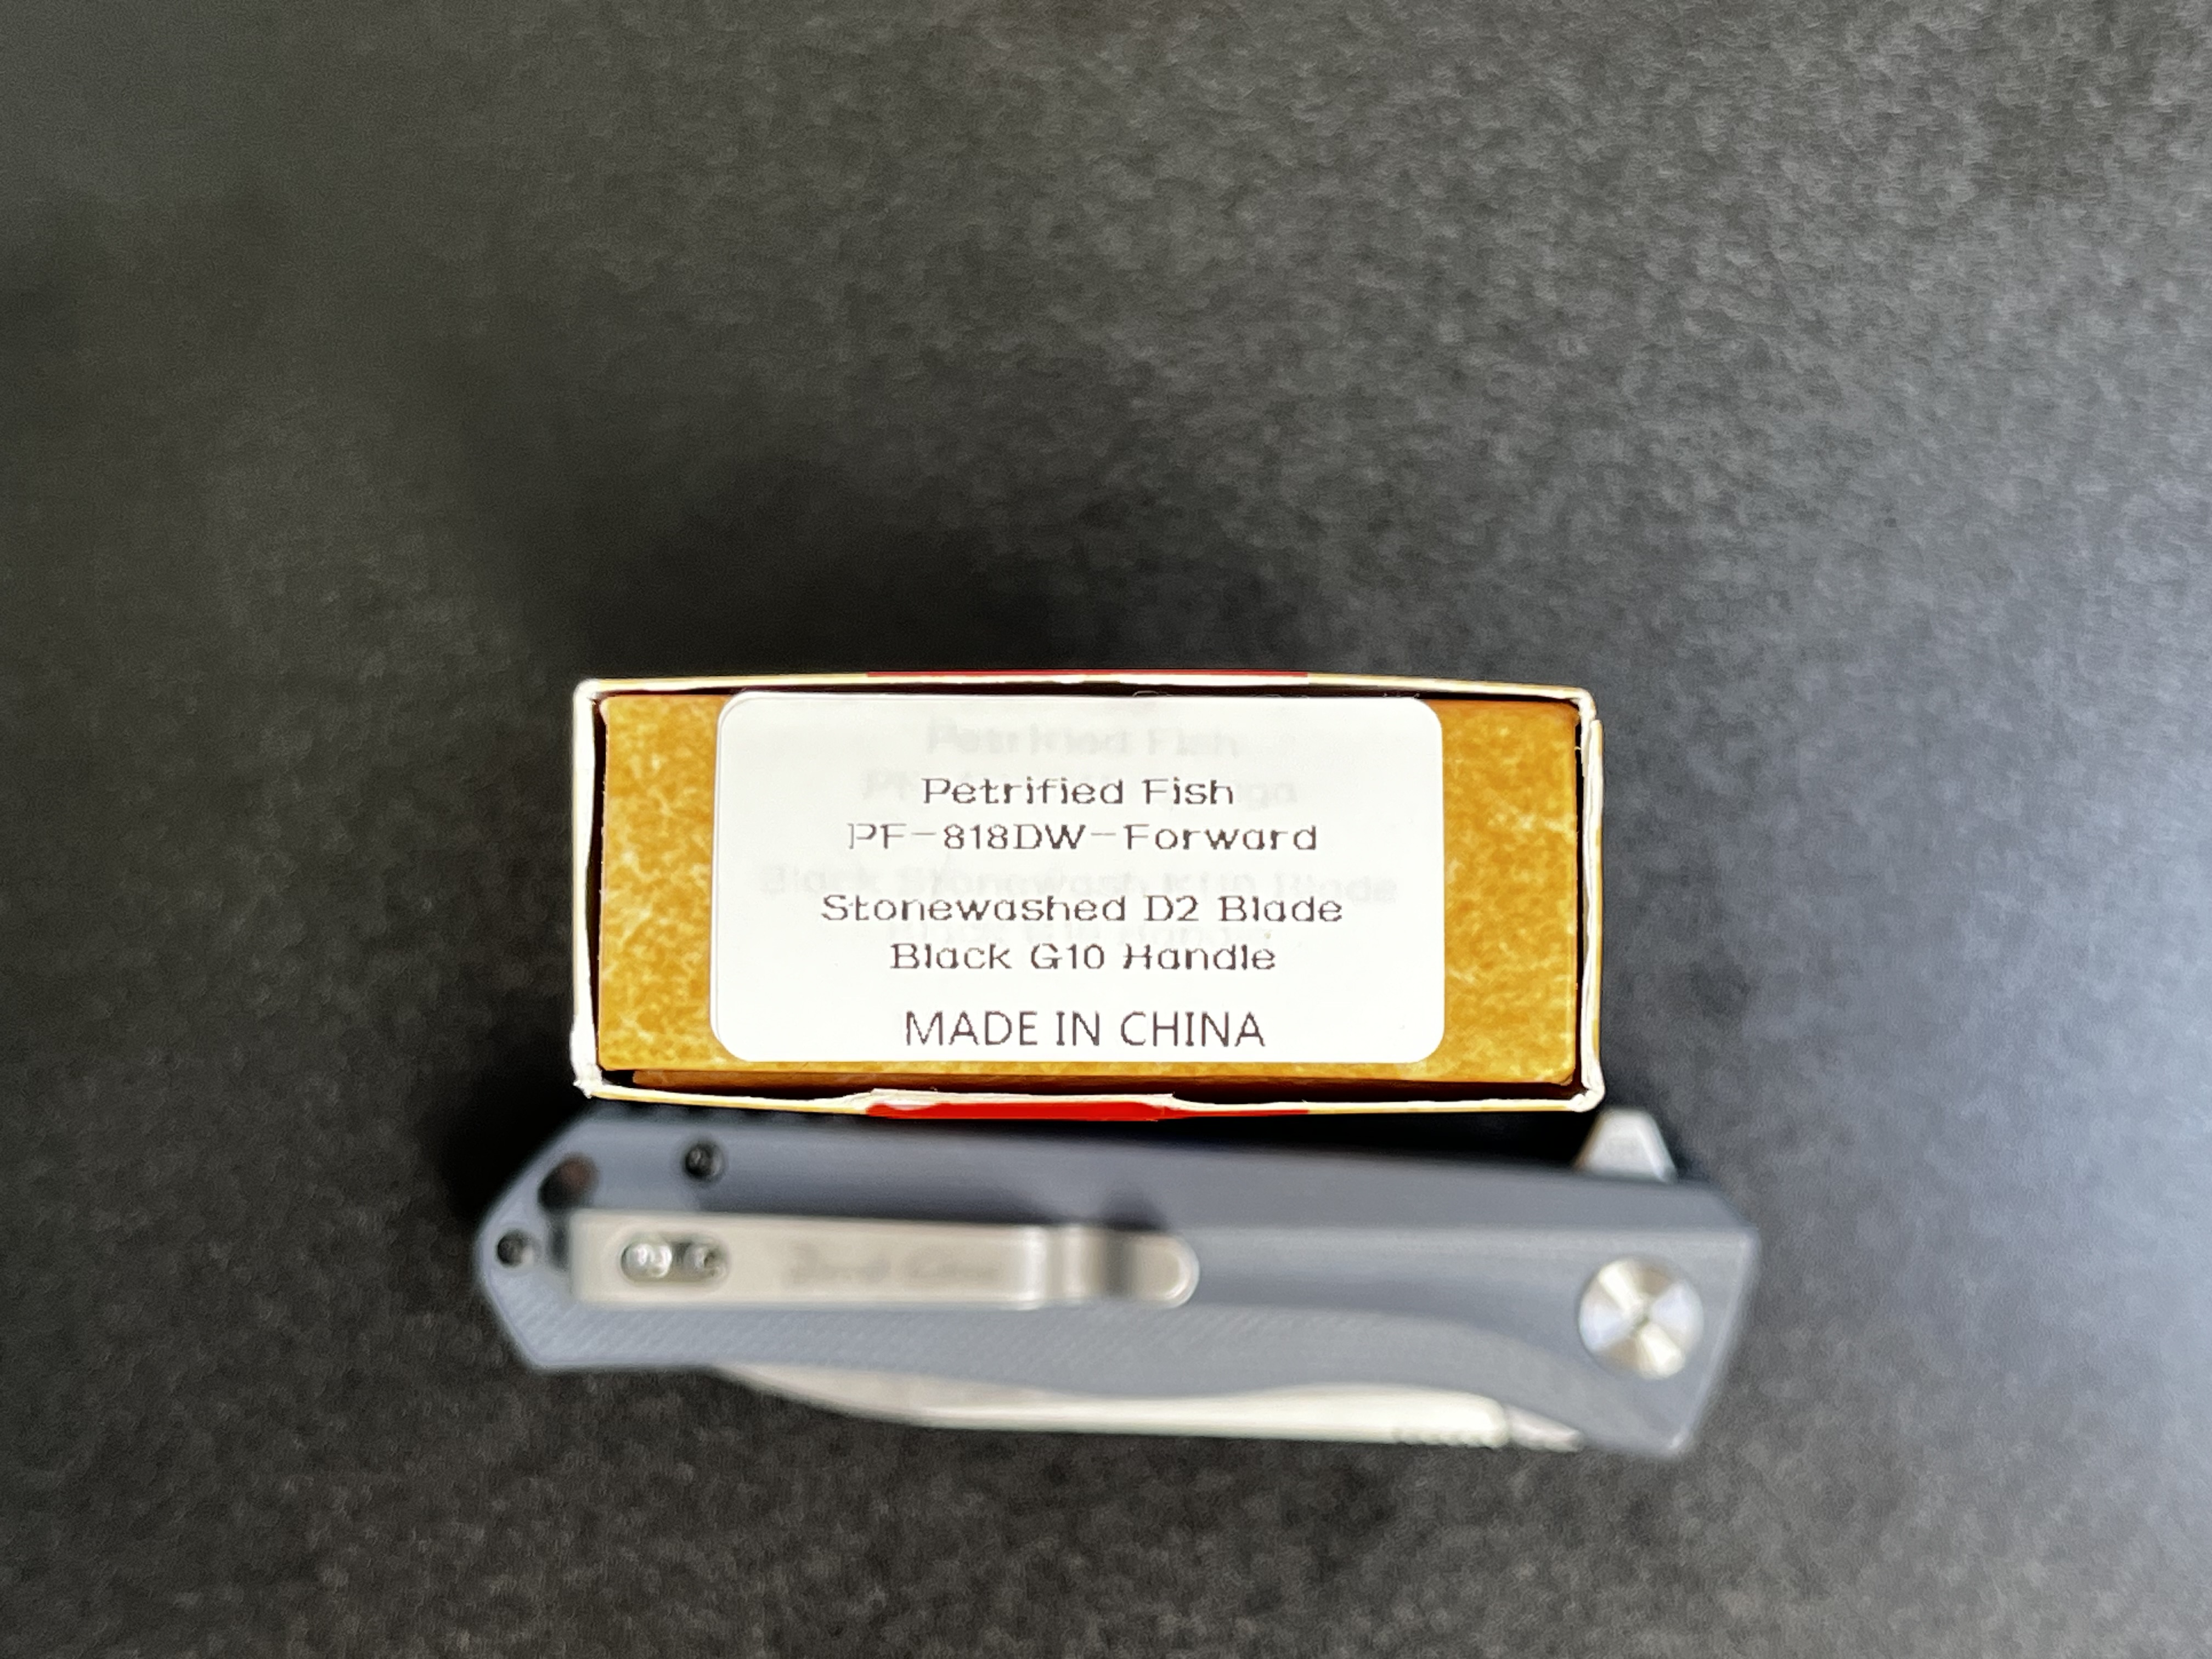 Petrified Fish
PF-818DW-Forward
Stonewashed D2 Blade
Black G10 Handle
MADE IN CHINA